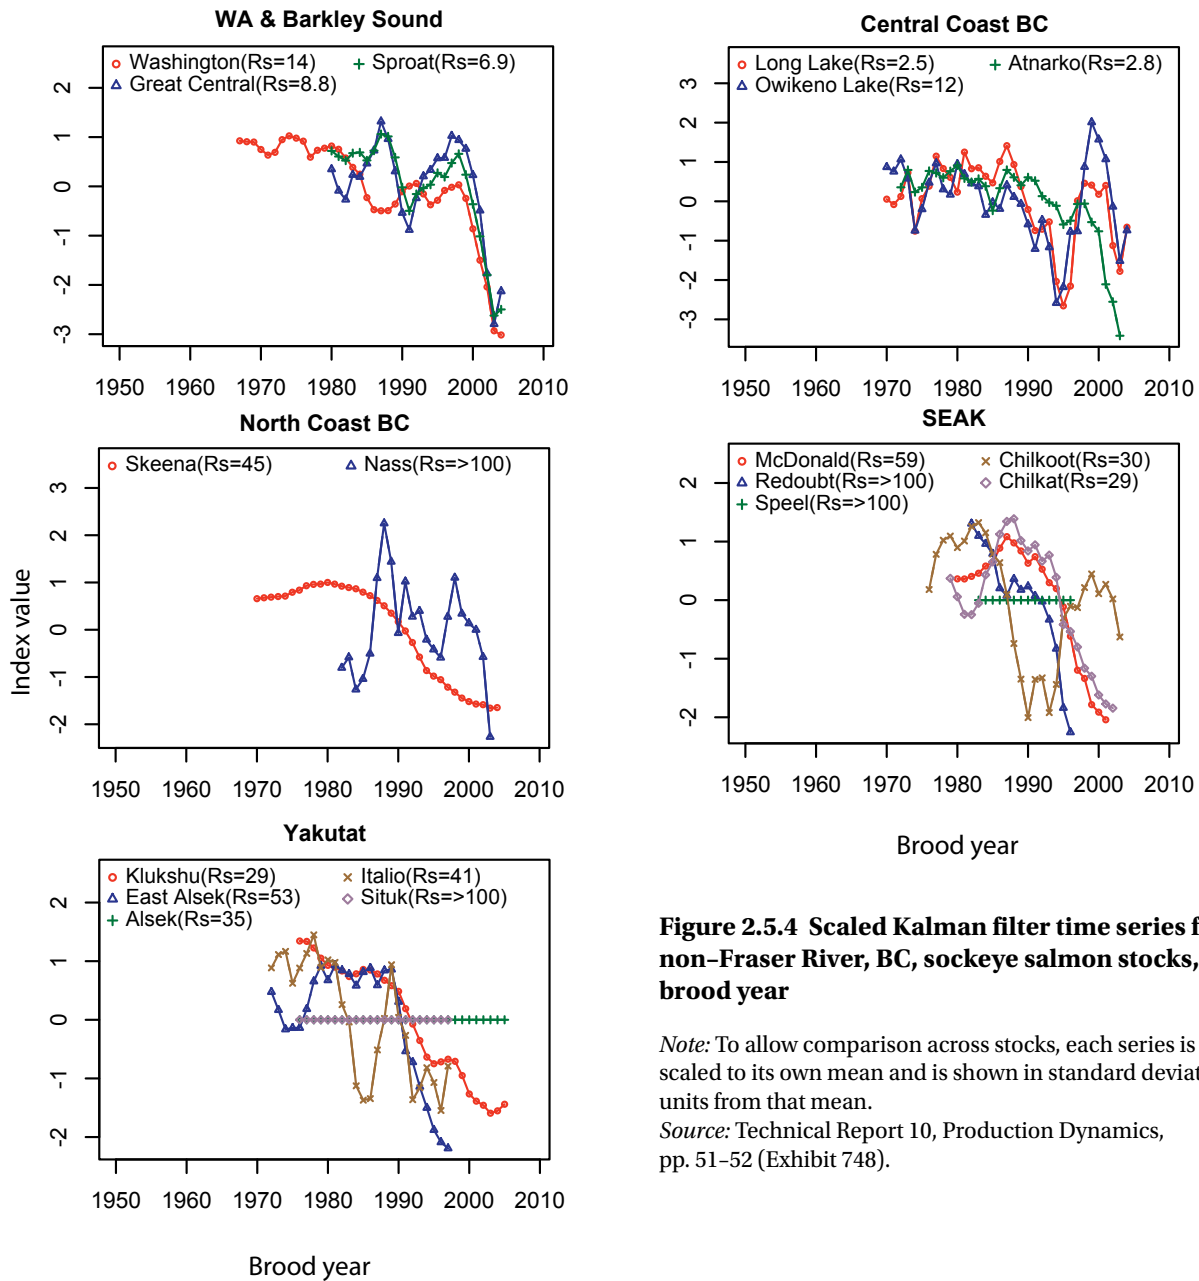 WA & Barkley Sound
Washington(Rs=14)
Sproat(Rs=6.9)
Great Central(Rs=8.8)
2
1
0
-1
-2
-3
1950 1960 1970 1980 1990 2000 2010
Central Coast BC
Long Lake(Rs=2.5)
Atnarko(Rs=2.8)
Owikeno Lake(Rs=12)
3
2
1
0
-1
-2
-3
1950 1960 1970 1980 1990 2000 2010
North Coast BC
Skeena(Rs=45)
Nass(Rs=>100)
Index value
3
2
1
0
-1
-2
1950 1960 1970 1980 1990 2000 2010
SEAK
McDonald(Rs=59)
Chilkoot(Rs=30)
Redoubt(Rs=>100)
Chilkat(Rs=29)
Speel(Rs=>100)
2
1
0
-1
-2
1950 1960 1970 1980 1990 2000 2010
Brood year
Yakutat
Klukshu(Rs=29)
Italio(Rs=41)
East Alsek(Rs=53)
Situk(Rs=>100)
Alsek(Rs=35)
2
1
0
-1
-2
1950 1960 1970 1980 1990 2000 2010
Brood year
Figure 2.5.4 Scaled Kalman filter time series f
non–Fraser River, BC, sockeye salmon stocks,
brood year
Note: To allow comparison across stocks, each series is
scaled to its own mean and is shown in standard deviat
units from that mean.
Source: Technical Report 10, Production Dynamics,
pp. 51–52 (Exhibit 748).